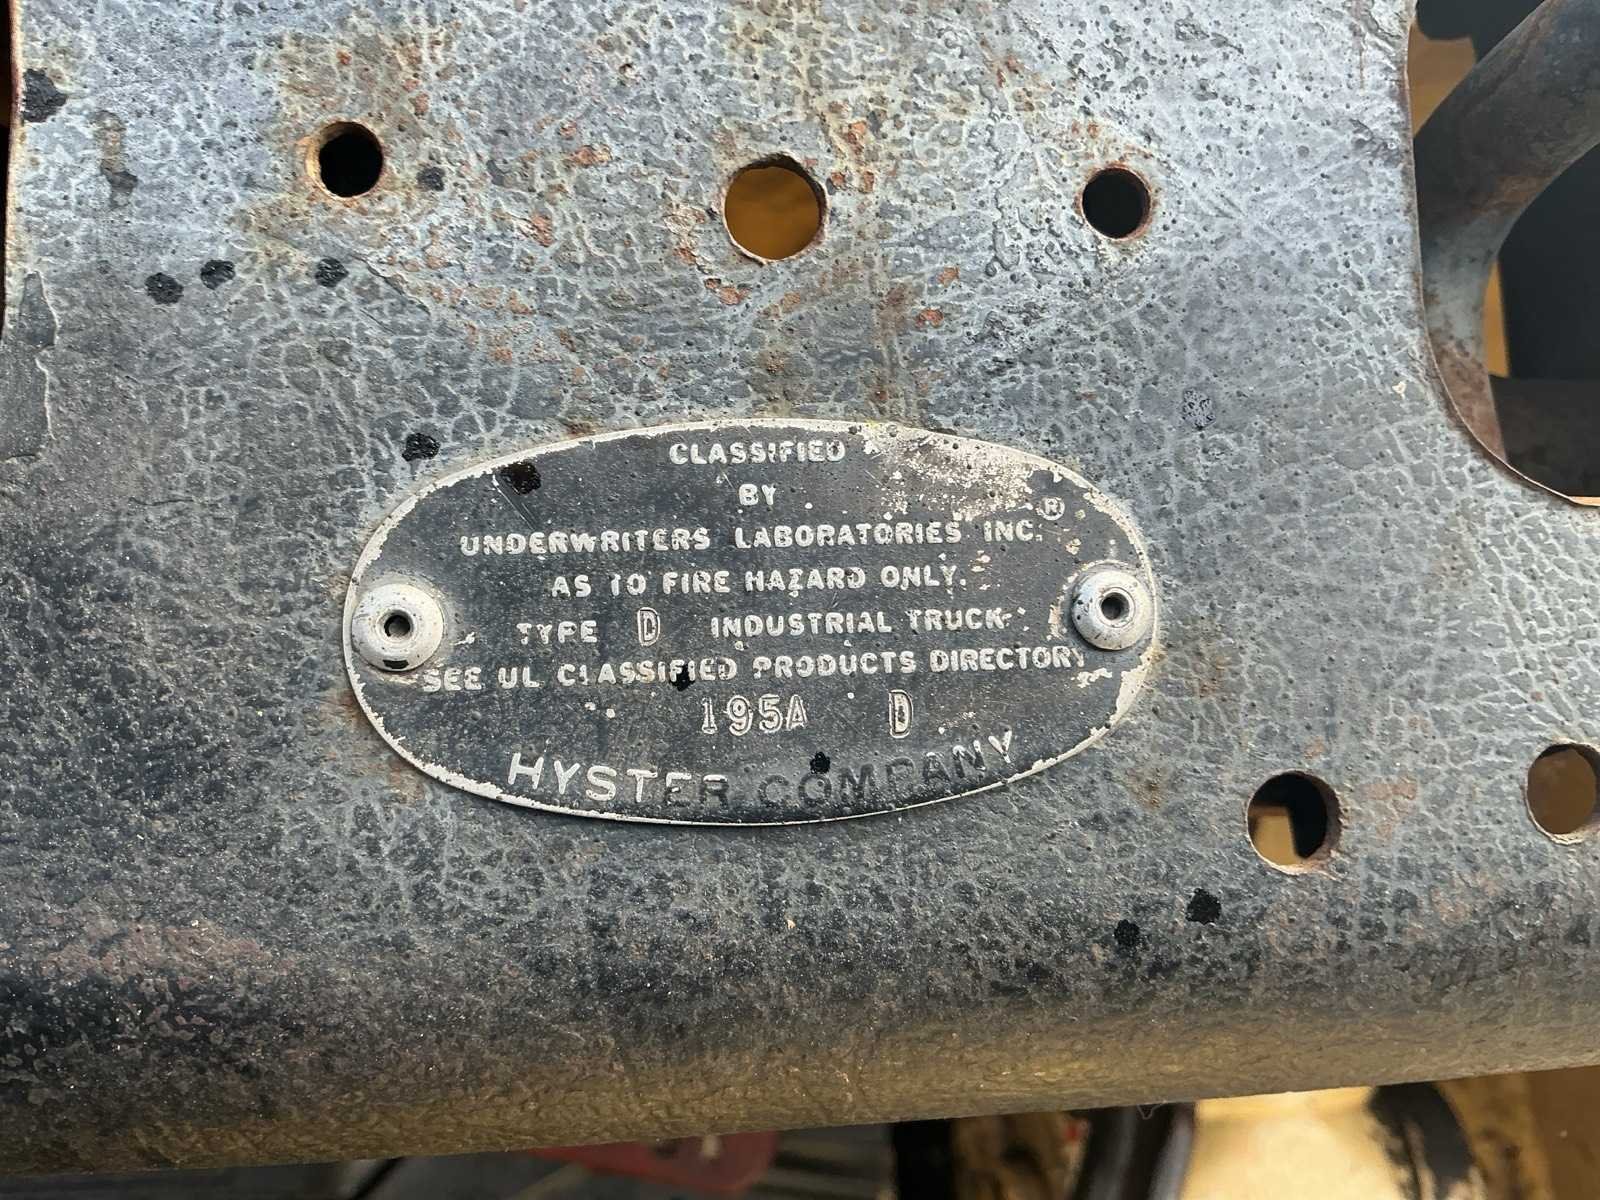 CLASSIFIED
BY
UNDERWRITERS LABORATORIES INC.®
AS TO FIRE HAZARD ONLY.
TYPE D INDUSTRIAL TRUCK
SEE UL CLASSIFIED PRODUCTS DIRECTORY
195A D
HYSTER COMPANY